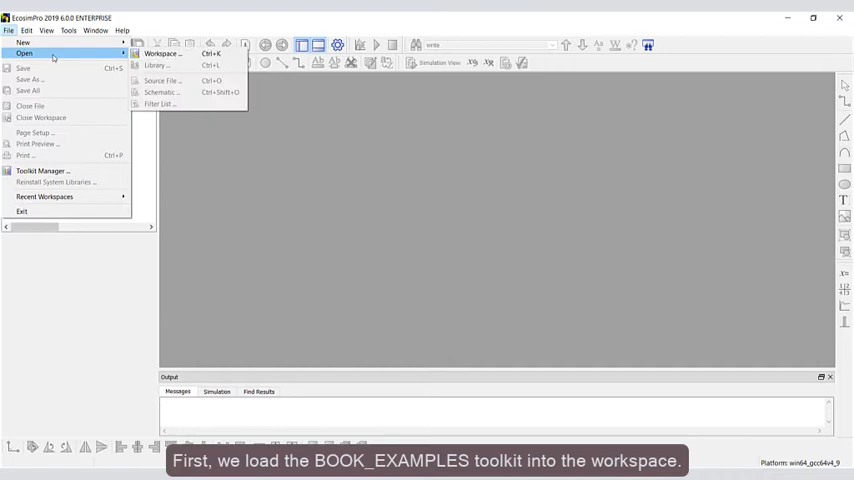 EcosimPro 2019 6.0.0 ENTERPRISE
File Edit View Tools Window Help
New
Open
Save Ctrl+S
Save As ...
Save All
Close File
Close Workspace
Page Setup ...
Print Preview ...
Print ... Ctrl+P
Toolkit Manager ...
Reinstall System Libraries ...
Recent Workspaces
Exit
Workspace ... Ctrl+K
Library ... Ctrl+L
Source File ... Ctrl+O
Schematic ... Ctrl+Shift+O
Filter List ...
write
Simulation View
Output
Messages Simulation Find Results
First, we load the BOOK_EXAMPLES toolkit into the workspace.
Platform: win64_gcc64v4_9